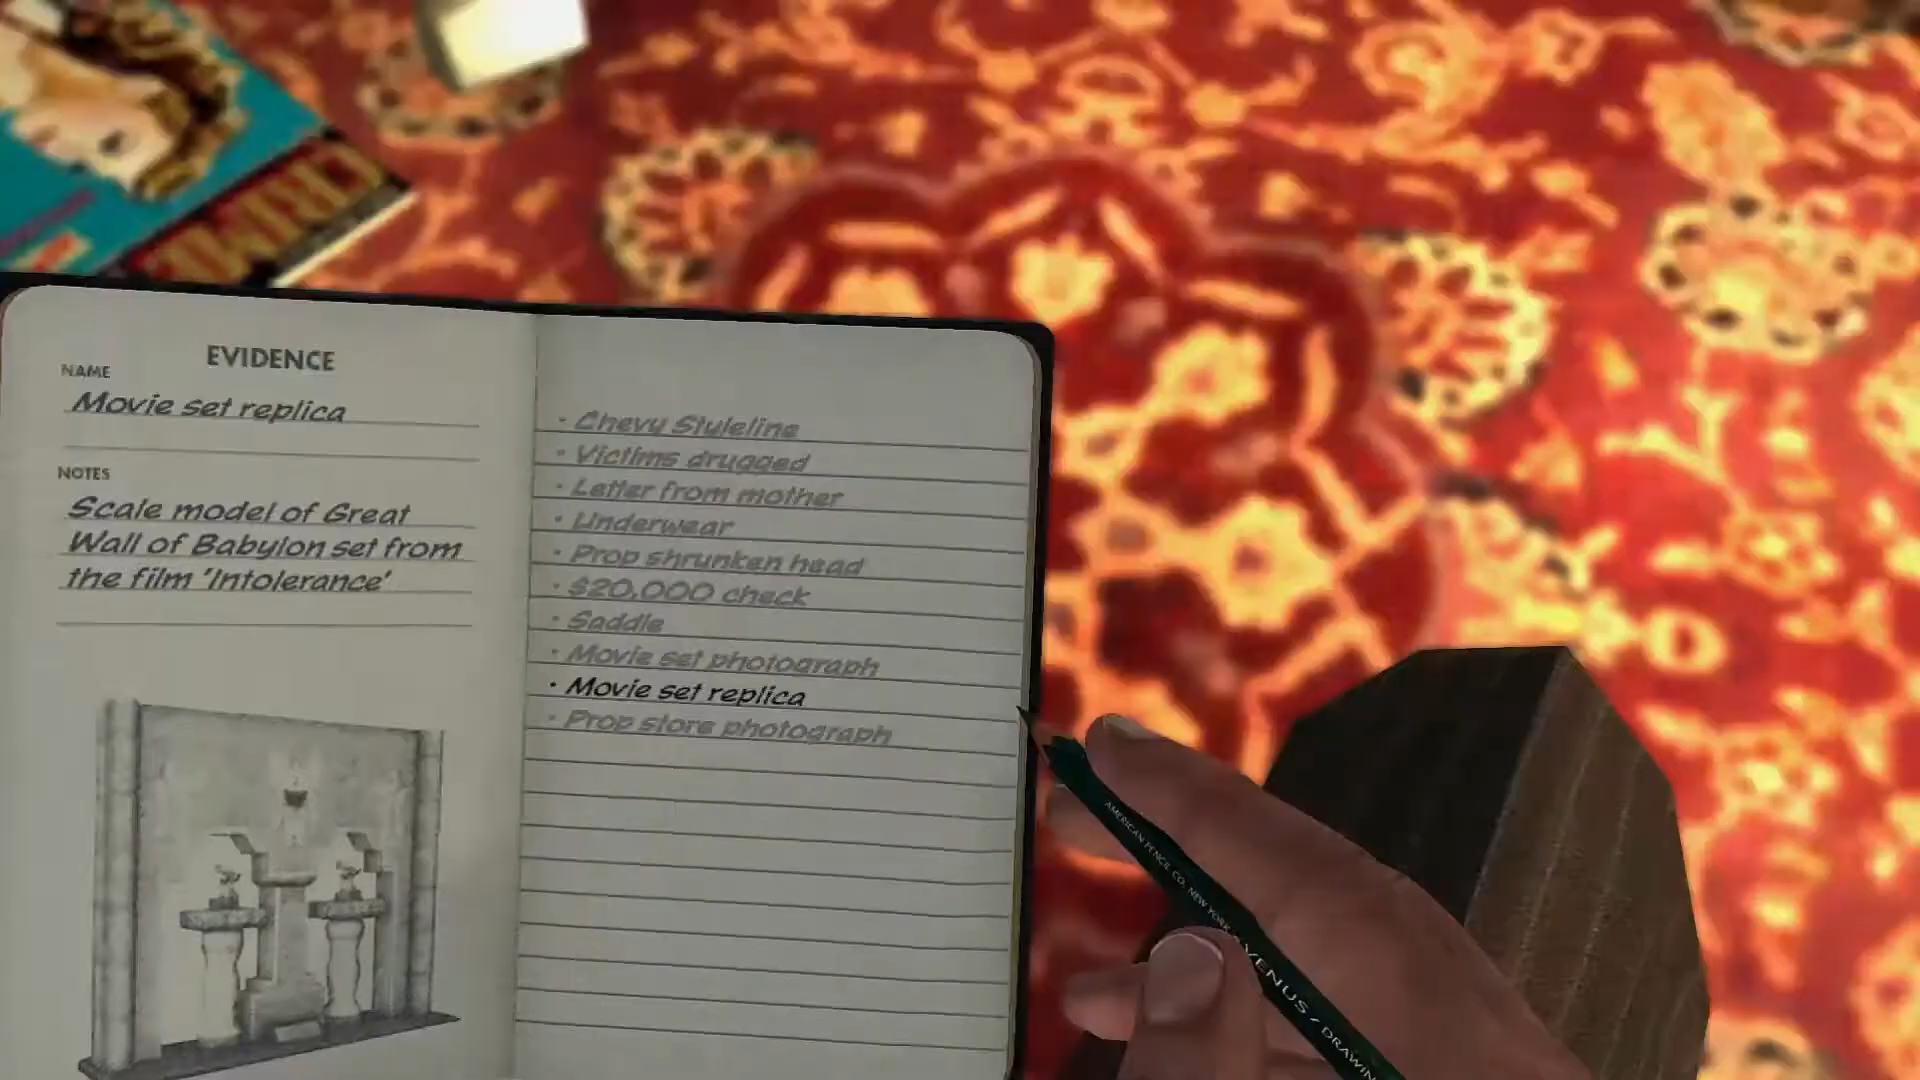 CRIME
EVIDENCE
NAME
Movie set replica
NOTES
Scale model of Great
Wall of Babylon set from
the film 'Intolerance'
• Chevy Styleline
• Victims drugged
• Letter from mother
• Underwear
• Prop shrunken head
• $20,000 check
• Saddle
• Movie set photograph
• Movie set replica
• Prop store photograph
AMERICAN PENCIL CO. NEW YORK VENUS / DRAWIN